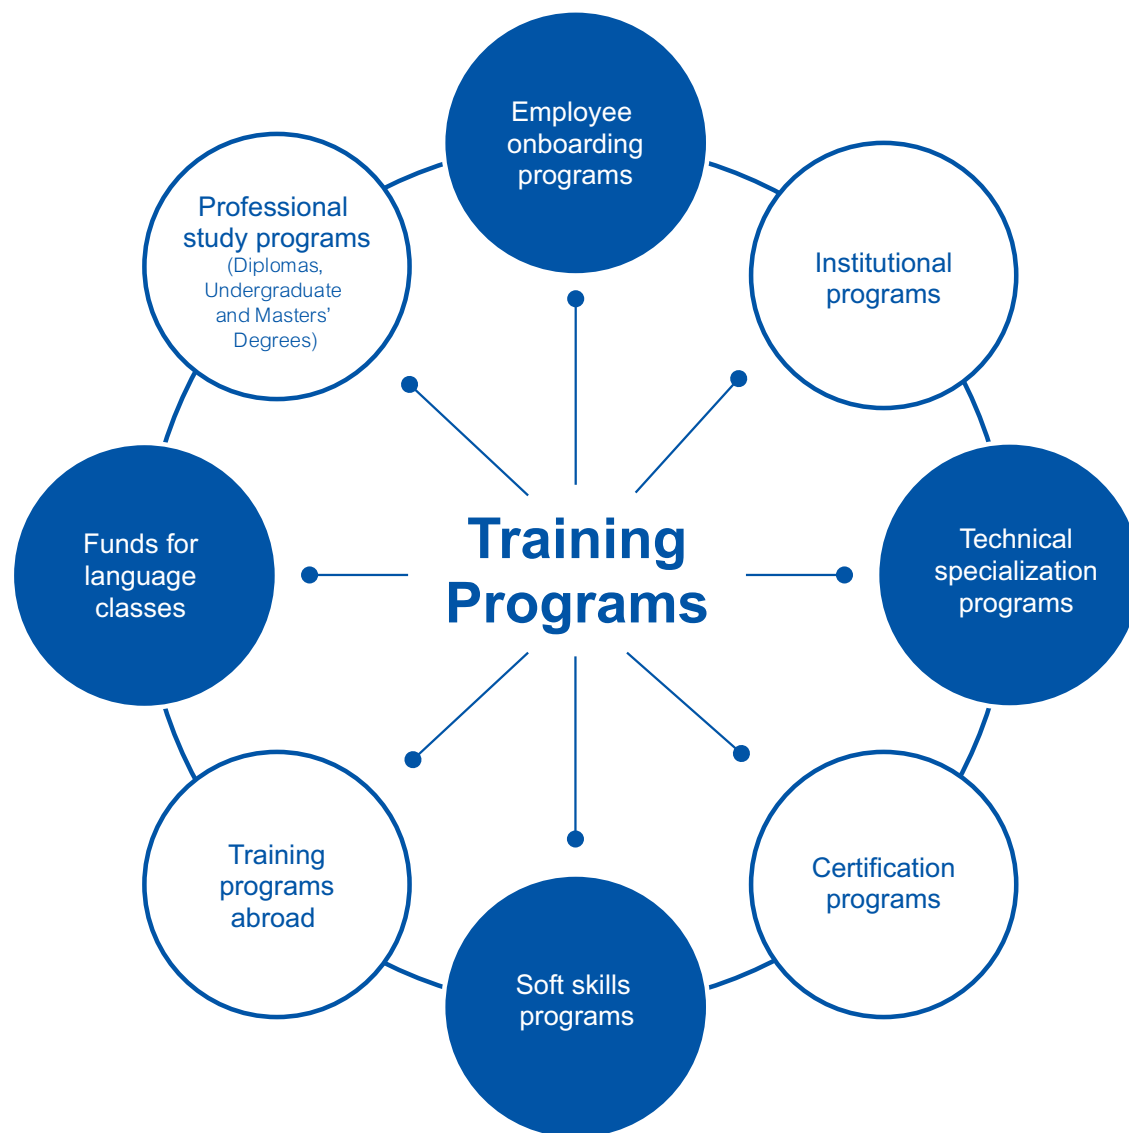 Employee
onboarding
programs
Professional
study programs
(Diplomas,
Undergraduate
and Masters’
Degrees)
Institutional
programs
Funds for
language
classes
Training
Programs
Technical
specialization
programs
Training
programs
abroad
Certification
programs
Soft skills
programs